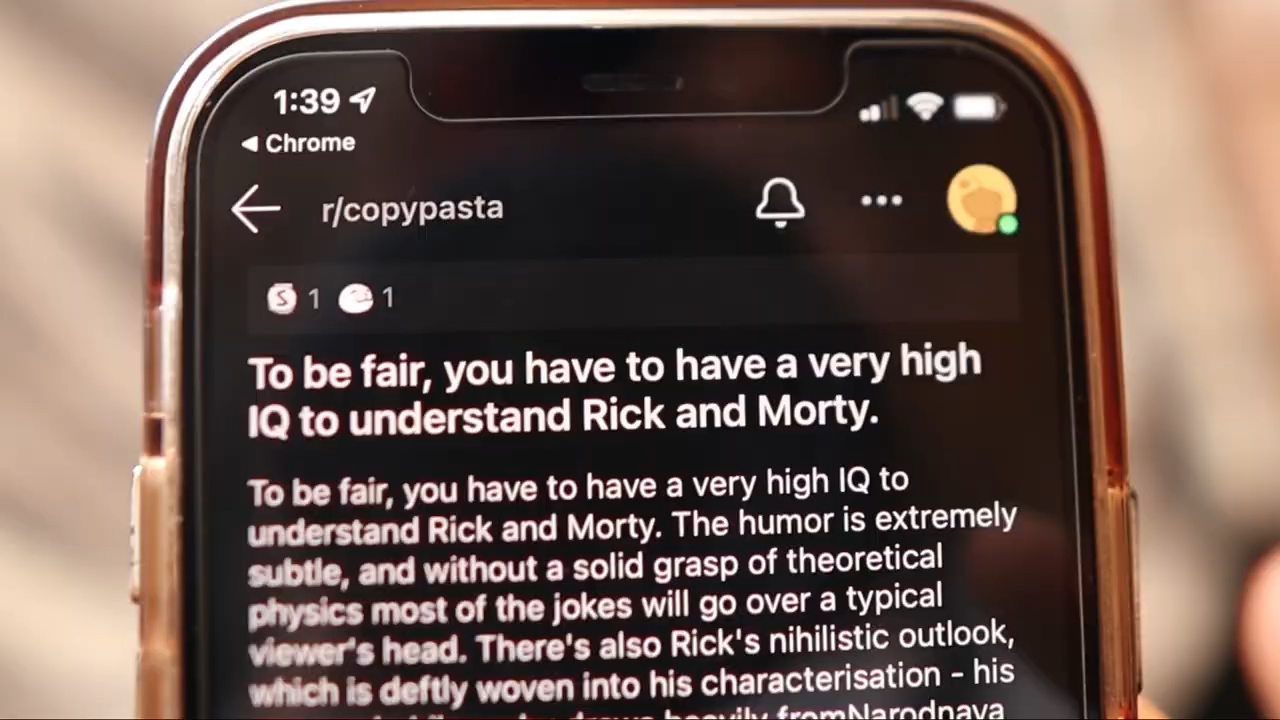 1:39
Chrome
r/copypasta
1 1
To be fair, you have to have a very high
IQ to understand Rick and Morty.
To be fair, you have to have a very high IQ to
understand Rick and Morty. The humor is extremely
subtle, and without a solid grasp of theoretical
physics most of the jokes will go over a typical
viewer's head. There's also Rick's nihilistic outlook,
which is deftly woven into his characterisation - his
draws heavily fromNarodnaya